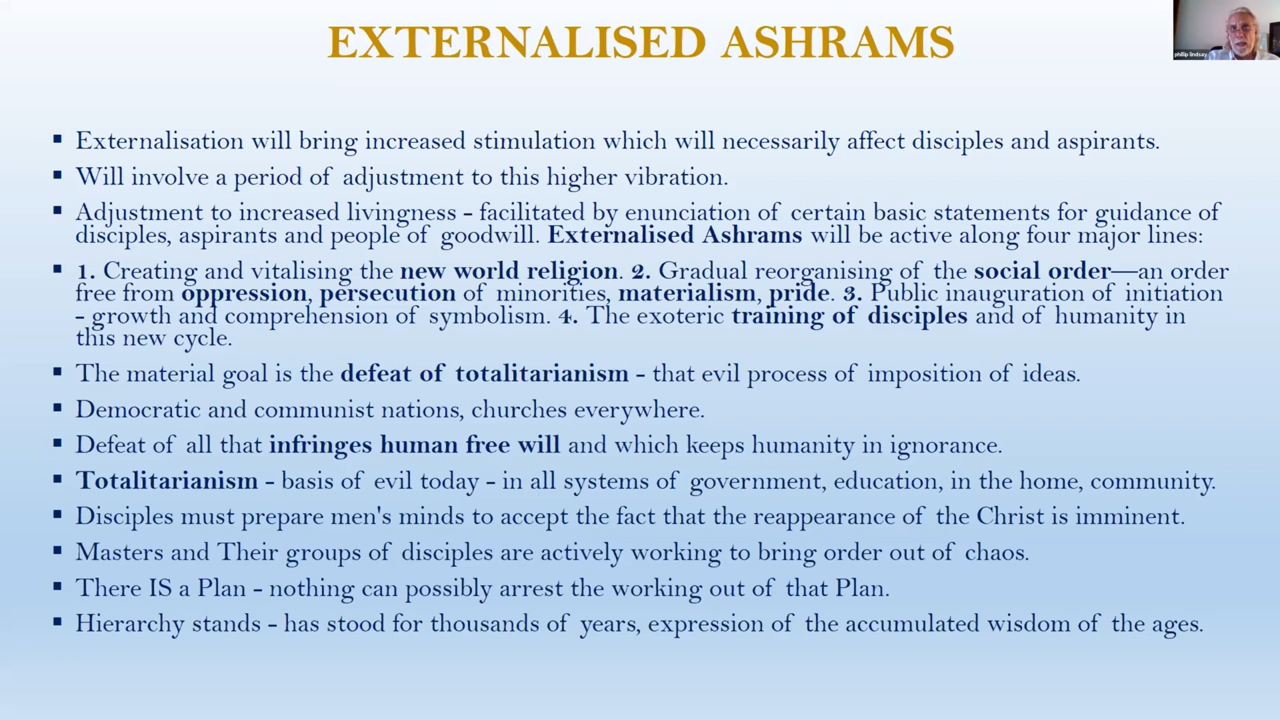 EXTERNALISED ASHRAMS
phillip lindsay
▪ Externalisation will bring increased stimulation which will necessarily affect disciples and aspirants.
▪ Will involve a period of adjustment to this higher vibration.
▪ Adjustment to increased livingness - facilitated by enunciation of certain basic statements for guidance of
disciples, aspirants and people of goodwill. Externalised Ashrams will be active along four major lines:
▪ 1. Creating and vitalising the new world religion. 2. Gradual reorganising of the social order—an order
free from oppression, persecution of minorities, materialism, pride. 3. Public inauguration of initiation
- growth and comprehension of symbolism. 4. The exoteric training of disciples and of humanity in
this new cycle.
▪ The material goal is the defeat of totalitarianism - that evil process of imposition of ideas.
▪ Democratic and communist nations, churches everywhere.
▪ Defeat of all that infringes human free will and which keeps humanity in ignorance.
▪ Totalitarianism - basis of evil today - in all systems of government, education, in the home, community.
▪ Disciples must prepare men's minds to accept the fact that the reappearance of the Christ is imminent.
▪ Masters and Their groups of disciples are actively working to bring order out of chaos.
▪ There IS a Plan - nothing can possibly arrest the working out of that Plan.
▪ Hierarchy stands - has stood for thousands of years, expression of the accumulated wisdom of the ages.